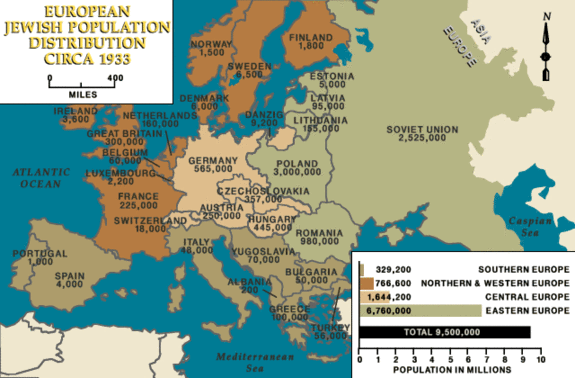 EUROPEAN
JEWISH POPULATION
DISTRIBUTION
CIRCA 1933
0 400
MILES
N
ASIA
EUROPE
NORWAY
1,500
SWEDEN
6,500
FINLAND
1,800
ESTONIA
5,000
LATVIA
95,000
LITHUANIA
155,000
DENMARK
6,000
DANZIG
9,200
IRELAND
3,600
NETHERLANDS
160,000
GREAT BRITAIN
300,000
BELGIUM
60,000
LUXEMBOURG
2,200
GERMANY
565,000
POLAND
3,000,000
SOVIET UNION
2,525,000
ATLANTIC
OCEAN
FRANCE
225,000
CZECHOSLOVAKIA
357,000
AUSTRIA
250,000
SWITZERLAND
18,000
HUNGARY
445,000
ROMANIA
980,000
Caspian
Sea
PORTUGAL
1,000
SPAIN
4,000
ITALY
48,000
YUGOSLAVIA
70,000
BULGARIA
50,000
ALBANIA
200
GREECE
100,000
TURKEY
56,000
Mediterranean
Sea
329,200 SOUTHERN EUROPE
766,600 NORTHERN & WESTERN EUROPE
1,644,200 CENTRAL EUROPE
6,760,000 EASTERN EUROPE
TOTAL 9,500,000
0 1 2 3 4 5 6 7 8 9 10
POPULATION IN MILLIONS